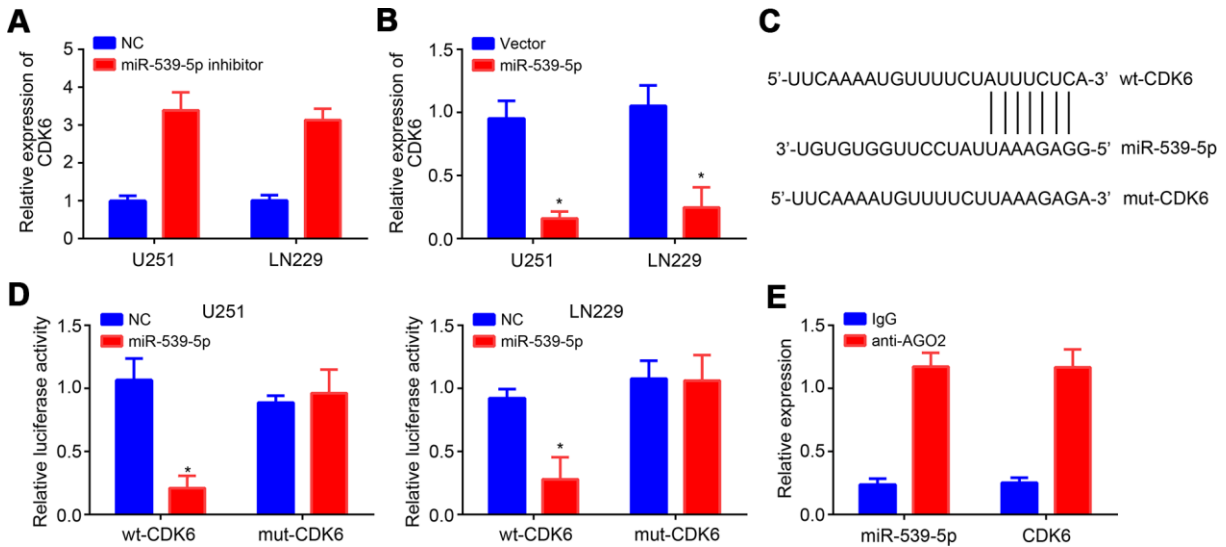 A
NC
miR-539-5p inhibitor
Relative expression of
CDK6
5
4
3
2
1
0
U251
LN229
B
Vector
miR-539-5p
Relative expression of
CDK6
1.5
1.0
0.5
0.0
*
*
U251
LN229
C
5'-UUCAAAAUGUUUUCUAUUUCUCA-3' wt-CDK6
3'-UGUGUGGUUCCUAUUAAAGAGG-5' miR-539-5p
5'-UUCAAAAUGUUUUCUUAAAGAGA-3' mut-CDK6
D
U251
NC
miR-539-5p
Relative luciferase activity
1.5
1.0
0.5
0.0
*
wt-CDK6
mut-CDK6
LN229
NC
miR-539-5p
Relative luciferase activity
1.5
1.0
0.5
0.0
*
wt-CDK6
mut-CDK6
E
IgG
anti-AGO2
Relative expression
1.5
1.0
0.5
0.0
miR-539-5p
CDK6